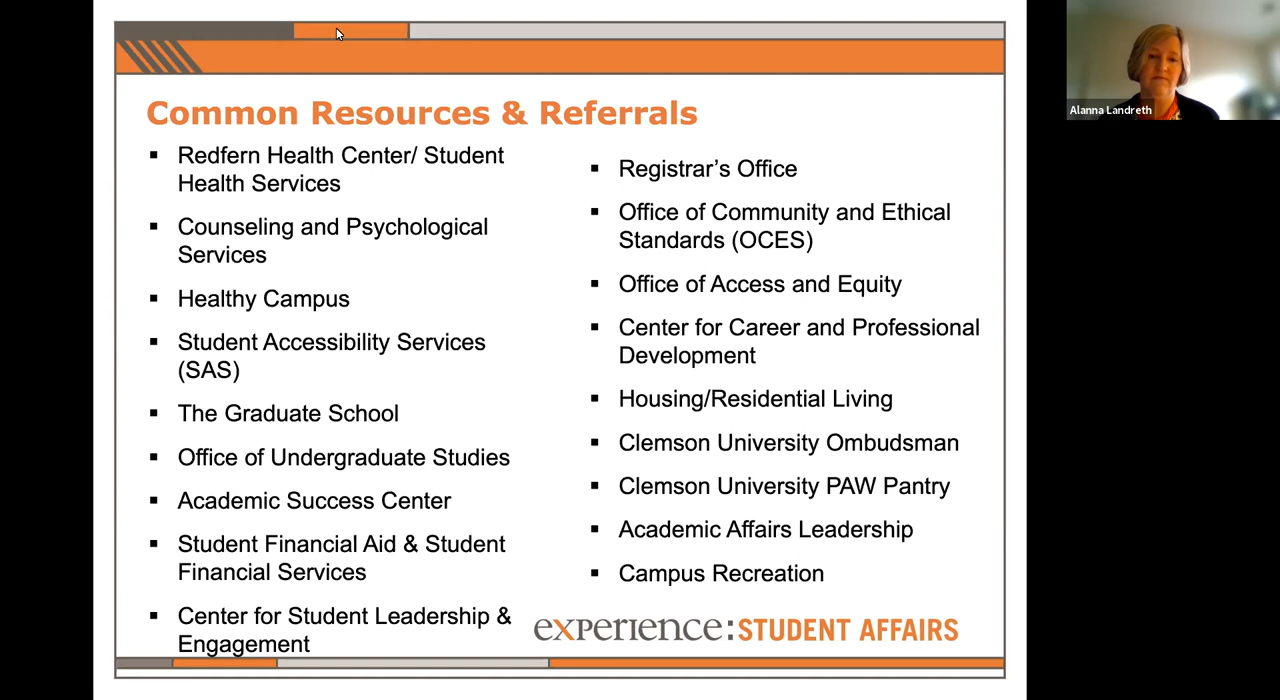 Common Resources & Referrals
▪ Redfern Health Center/ Student
Health Services
▪ Counseling and Psychological
Services
▪ Healthy Campus
▪ Student Accessibility Services
(SAS)
▪ The Graduate School
▪ Office of Undergraduate Studies
▪ Academic Success Center
▪ Student Financial Aid & Student
Financial Services
▪ Center for Student Leadership &
Engagement
▪ Registrar’s Office
▪ Office of Community and Ethical
Standards (OCES)
▪ Office of Access and Equity
▪ Center for Career and Professional
Development
▪ Housing/Residential Living
▪ Clemson University Ombudsman
▪ Clemson University PAW Pantry
▪ Academic Affairs Leadership
▪ Campus Recreation
experience:STUDENT AFFAIRS
Alanna Landreth